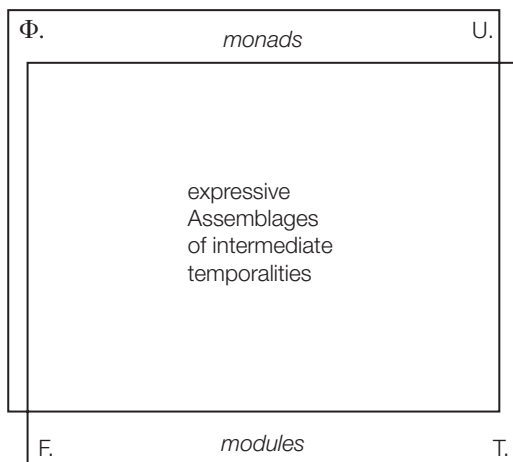 Φ. monads U.
expressive
Assemblages
of intermediate
temporalities
F. modules T.